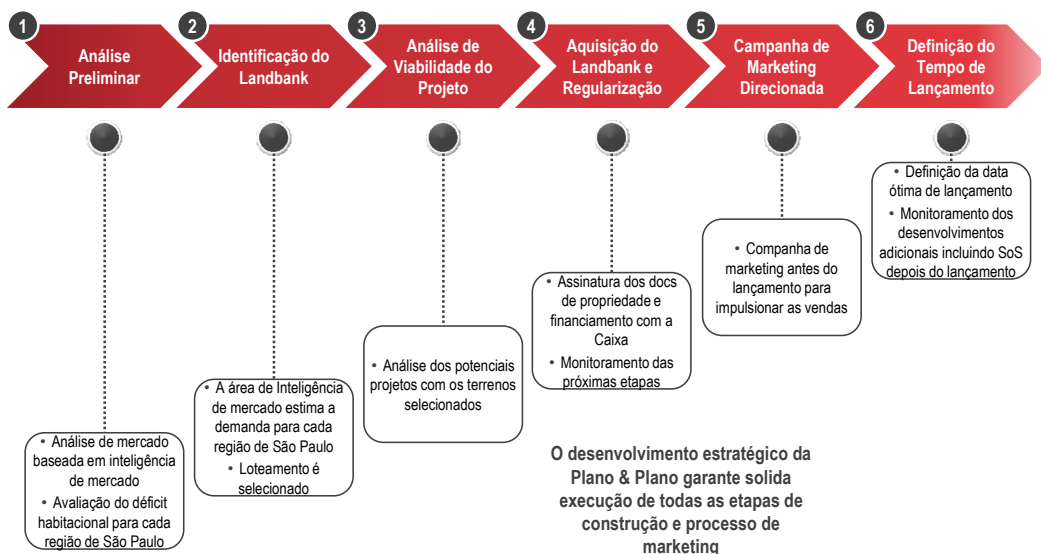 1
Análise
Preliminar
2
Identificação do
Landbank
3
Análise de
Viabilidade do
Projeto
4
Aquisição do
Landbank e
Regularização
5
Campanha de
Marketing
Direcionada
6
Definição do
Tempo de
Lançamento
• Análise de mercado
baseada em inteligência
de mercado
• Avaliação do déficit
habitacional para cada
região de São Paulo
• A área de Inteligência
de mercado estima a
demanda para cada
região de São Paulo
• Loteamento é
selecionado
• Análise dos potenciais
projetos com os terrenos
selecionados
• Assinatura dos docs
de propriedade e
financiamento com a
Caixa
• Monitoramento das
próximas etapas
• Companha de
marketing antes do
lançamento para
impulsionar as vendas
• Definição da data
ótima de lançamento
• Monitoramento dos
desenvolvimentos
adicionais incluindo SoS
depois do lançamento
O desenvolvimento estratégico da
Plano & Plano garante solida
execução de todas as etapas de
construção e processo de
marketing